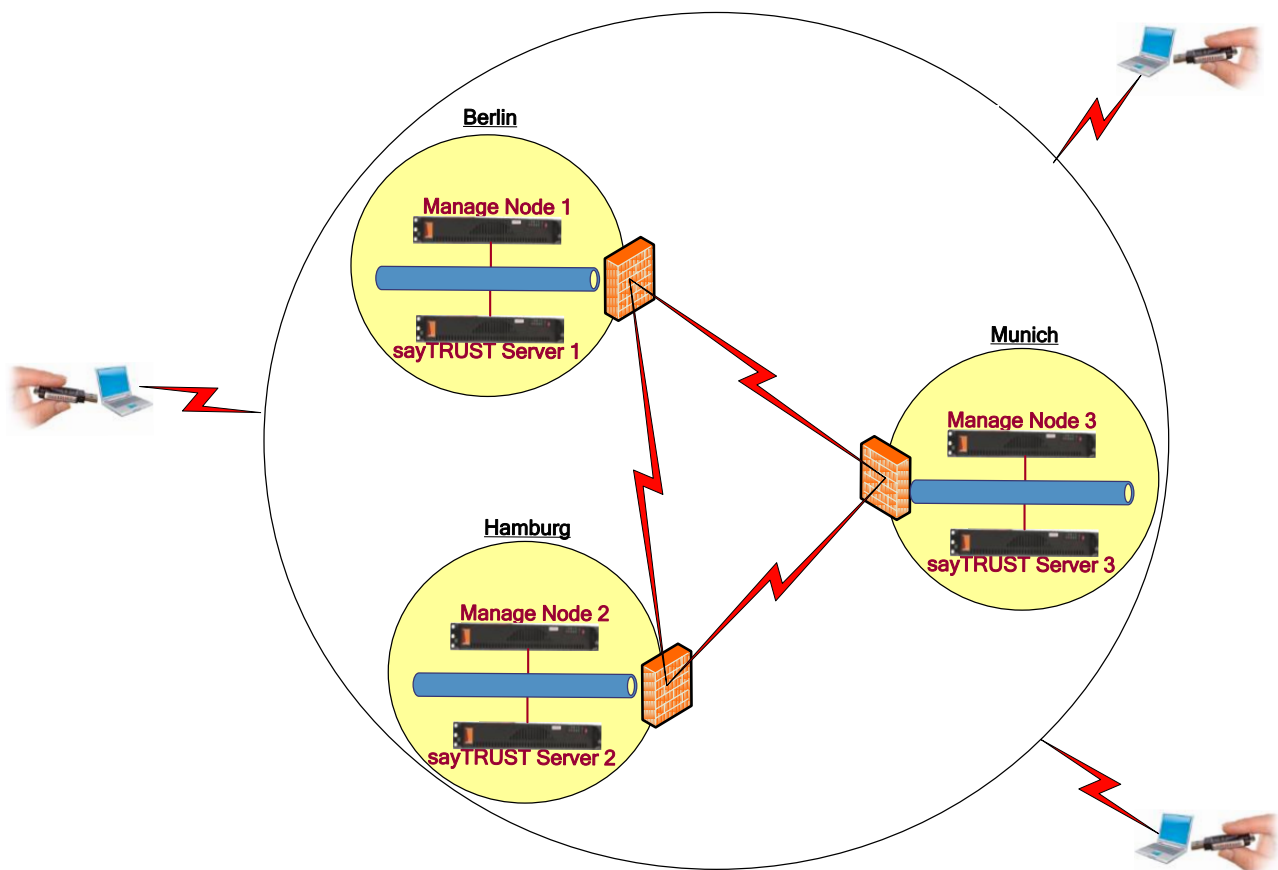 Berlin
Manage Node 1
sayTRUST Server 1
Munich
Manage Node 3
sayTRUST Server 3
Hamburg
Manage Node 2
sayTRUST Server 2